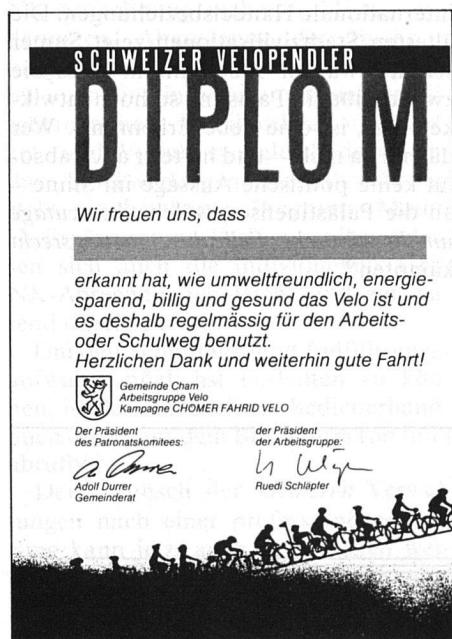 SCHWEIZER VELOPENDLER
DIPLOM
Wir freuen uns, dass
erkannt hat, wie umweltfreundlich, energie-
sparend, billig und gesund das Velo ist und
es deshalb regelmässig für den Arbeits-
oder Schulweg benutzt.
Herzlichen Dank und weiterhin gute Fahrt!
Gemeinde Cham
Arbeitsgruppe Velo
Kampagne CHOMER FAHRID VELO
Der Präsident
des Patronatskomitees:
Adolf Durrer
Gemeinderat
der Präsident
der Arbeitsgruppe:
Ruedi Schläpfer